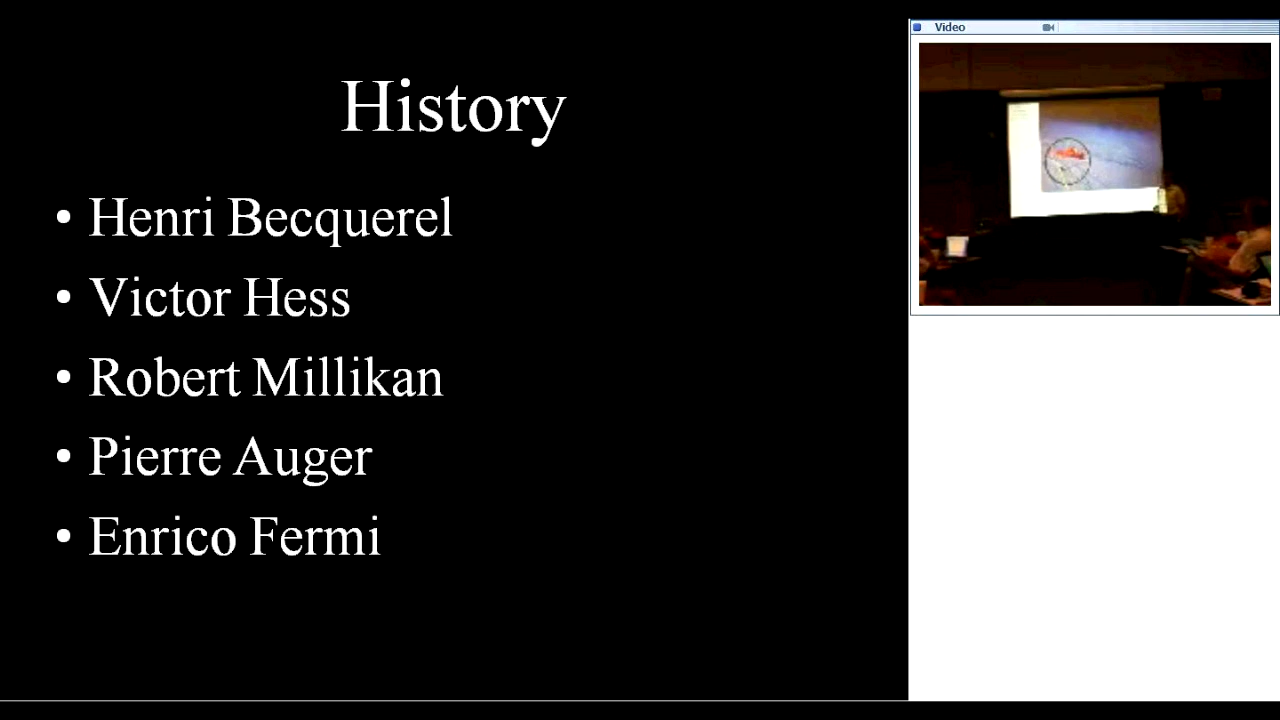 History
• Henri Becquerel
• Victor Hess
• Robert Millikan
• Pierre Auger
• Enrico Fermi
Video